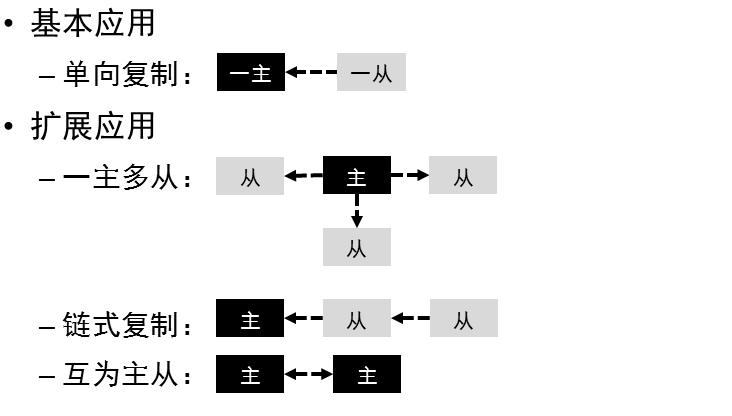 • 基本应用
– 单向复制： 一主 一从
• 扩展应用
– 一主多从： 从 主 从
从
– 链式复制： 主 从 从
– 互为主从： 主 主